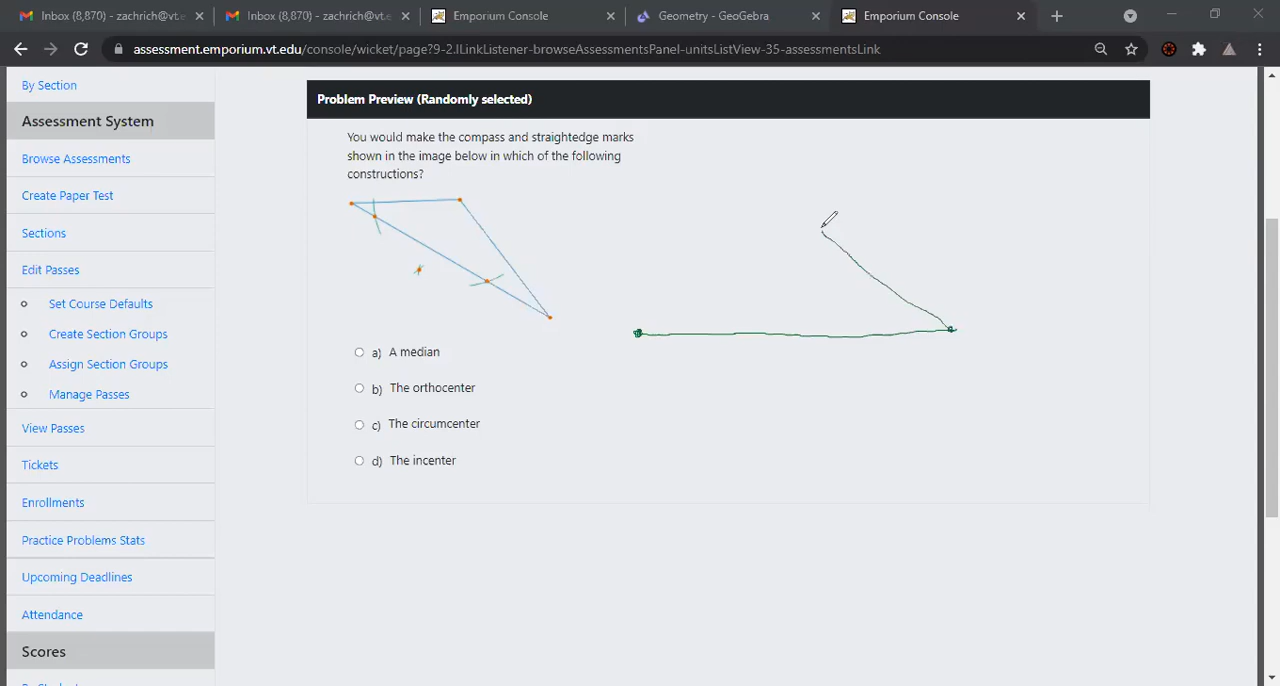 Inbox (8,870) - zachrich@vt.e
Inbox (8,870) - zachrich@vt.e
Emporium Console
Geometry - GeoGebra
Emporium Console
assessment.emporium.vt.edu/console/wicket/page?9-2.ILinkListener-browseAssessmentsPanel-unitsListView-35-assessmentsLink
By Section
Assessment System
Browse Assessments
Create Paper Test
Sections
Edit Passes
Set Course Defaults
Create Section Groups
Assign Section Groups
Manage Passes
View Passes
Tickets
Enrollments
Practice Problems Stats
Upcoming Deadlines
Attendance
Scores
Problem Preview (Randomly selected)
You would make the compass and straightedge marks
shown in the image below in which of the following
constructions?
a) A median
b) The orthocenter
c) The circumcenter
d) The incenter